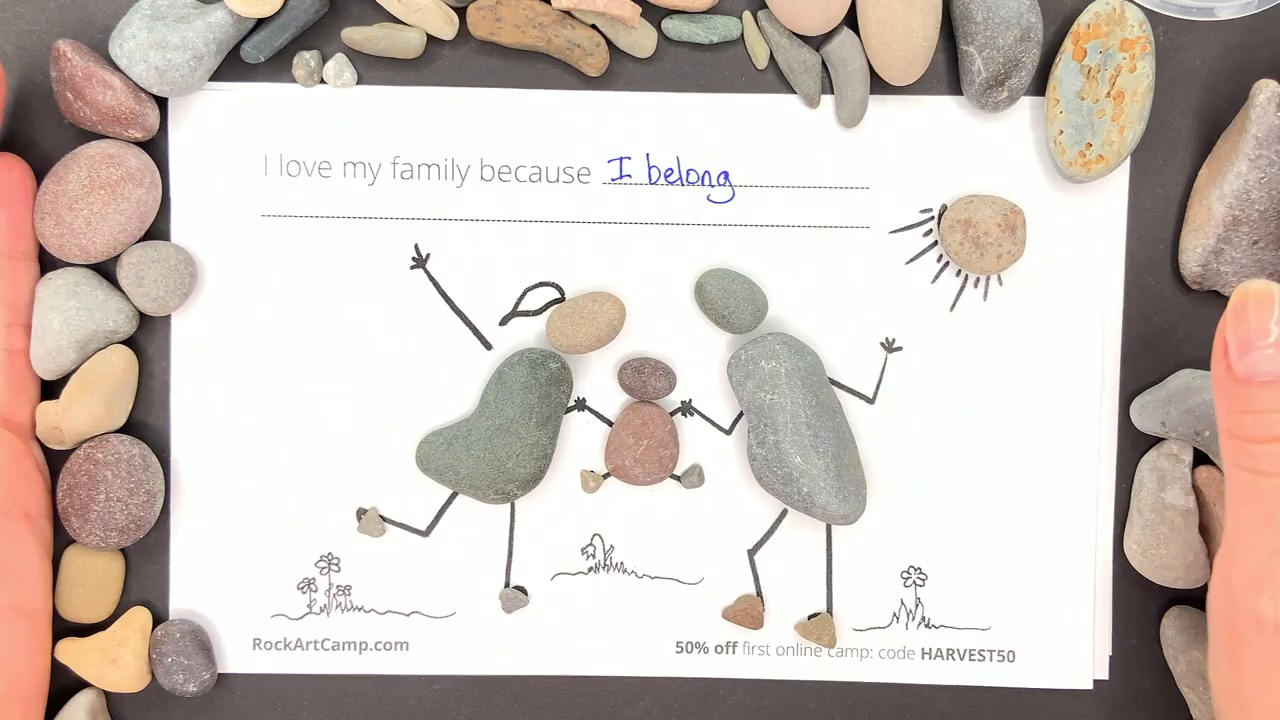 I love my family because I belong
RockArtCamp.com
50% off first online camp: code HARVEST50